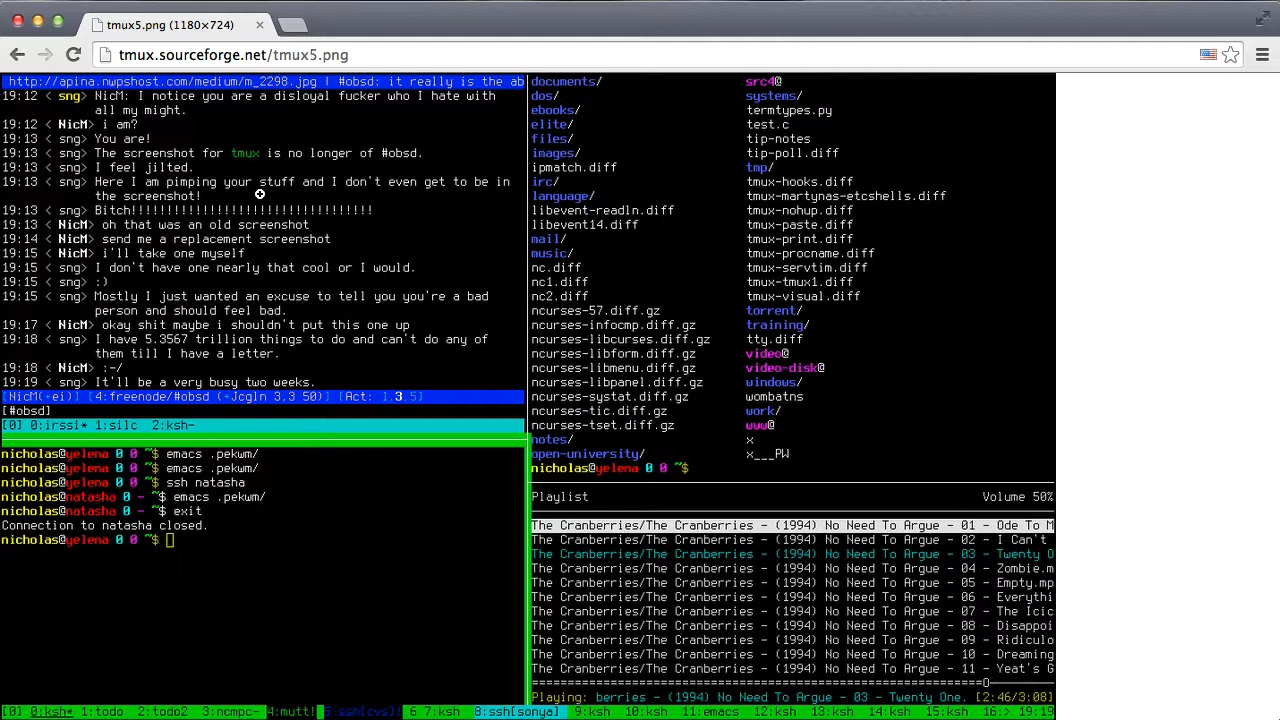 tmux5.png (1180×724)
tmux.sourceforge.net/tmux5.png
http://apina.nwpshost.com/medium/m_2298.jpg | #obsd: it really is the ab
19:12 < sng> NicM: I notice you are a disloyal fucker who I hate with
all my might.
19:12 < NicM> i am?
19:13 < sng> You are!
19:13 < sng> The screenshot for tmux is no longer of #obsd.
19:13 < sng> I feel jilted.
19:13 < sng> Here I am pimping your stuff and I don't even get to be in
the screenshot!
19:13 < sng> Bitch!!!!!!!!!!!!!!!!!!!!!!!!!!!!!!!!!!
19:13 < NicM> oh that was an old screenshot
19:14 < NicM> send me a replacement screenshot
19:15 < NicM> i'll take one myself
19:15 < sng> I don't have one nearly that cool or I would.
19:15 < sng> :)
19:15 < sng> Mostly I just wanted an excuse to tell you you're a bad
person and should feel bad.
19:17 < NicM> okay shit maybe i shouldn't put this one up
19:18 < sng> I have 5.3567 trillion things to do and can't do any of
them till I have a letter.
19:18 < NicM> :-/
19:19 < sng> It'll be a very busy two weeks.
[NicM(+ei)] [4:freenode/#obsd (+Jcgln 3,3 50)] [Act: 1,3,5]
[#obsd]
[0] 0:irssi* 1:silc 2:ksh-
nicholas@yelena 0 0 ~$ emacs .pekwm/
nicholas@yelena 0 0 ~$ emacs .pekwm/
nicholas@yelena 0 0 ~$ ssh natasha
nicholas@natasha 0 - ~$ emacs .pekwm/
nicholas@natasha 0 - ~$ exit
Connection to natasha closed.
nicholas@yelena 0 0 ~$
documents/ src4@
dos/ systems/
ebooks/ termtypes.py
elite/ test.c
files/ tip-notes
images/ tip-poll.diff
ipmatch.diff tmp/
irc/ tmux-hooks.diff
language/ tmux-martynas-etcshells.diff
libevent-readln.diff tmux-nohup.diff
libevent14.diff tmux-paste.diff
mail/ tmux-print.diff
music/ tmux-procname.diff
nc.diff tmux-servtim.diff
nc1.diff tmux-tmux1.diff
nc2.diff tmux-visual.diff
ncurses-57.diff.gz torrent/
ncurses-infocmp.diff.gz training/
ncurses-libcurses.diff.gz tty.diff
ncurses-libform.diff.gz video@
ncurses-libmenu.diff.gz video-disk@
ncurses-libpanel.diff.gz windows/
ncurses-systat.diff.gz wombatns
ncurses-tic.diff.gz work/
ncurses-tset.diff.gz www@
notes/ x
open-university/ x___PW
nicholas@yelena 0 0 ~$
Playlist Volume 50%
The Cranberries/The Cranberries - (1994) No Need To Argue - 01 - Ode To M
The Cranberries/The Cranberries - (1994) No Need To Argue - 02 - I Can't
The Cranberries/The Cranberries - (1994) No Need To Argue - 03 - Twenty O
The Cranberries/The Cranberries - (1994) No Need To Argue - 04 - Zombie.m
The Cranberries/The Cranberries - (1994) No Need To Argue - 05 - Empty.mp
The Cranberries/The Cranberries - (1994) No Need To Argue - 06 - Everythi
The Cranberries/The Cranberries - (1994) No Need To Argue - 07 - The Icic
The Cranberries/The Cranberries - (1994) No Need To Argue - 08 - Disappoi
The Cranberries/The Cranberries - (1994) No Need To Argue - 09 - Ridiculo
The Cranberries/The Cranberries - (1994) No Need To Argue - 10 - Dreaming
The Cranberries/The Cranberries - (1994) No Need To Argue - 11 - Yeat's G
Playing: berries - (1994) No Need To Argue - 03 - Twenty One. [2:46/3:08]
[0] 0:ksh* 1:todo 2:todo2 3:ncmpc- 4:mutt! 5:ssh[cvs]! 6 7:ksh 8:ssh[sonya] 9:ksh 10:ksh 11:emacs 12:ksh 13:ksh 14:ksh 15:ksh 16:> 19:19